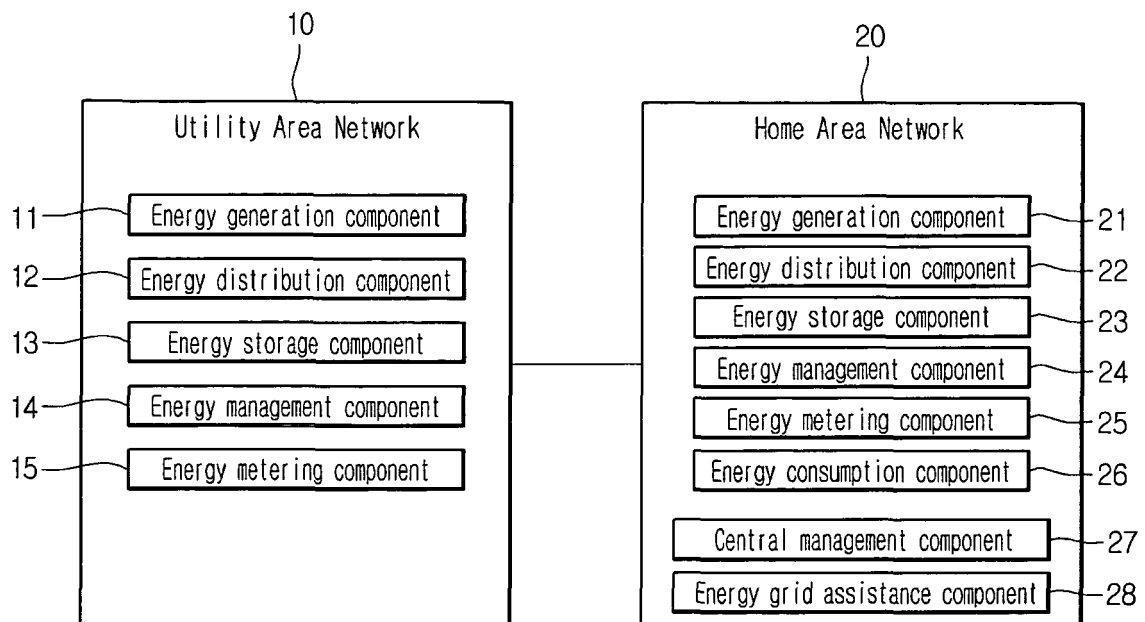 10
Utility Area Network
11 Energy generation component
12 Energy distribution component
13 Energy storage component
14 Energy management component
15 Energy metering component
20
Home Area Network
Energy generation component 21
Energy distribution component 22
Energy storage component 23
Energy management component 24
Energy metering component 25
Energy consumption component 26
Central management component 27
Energy grid assistance component 28